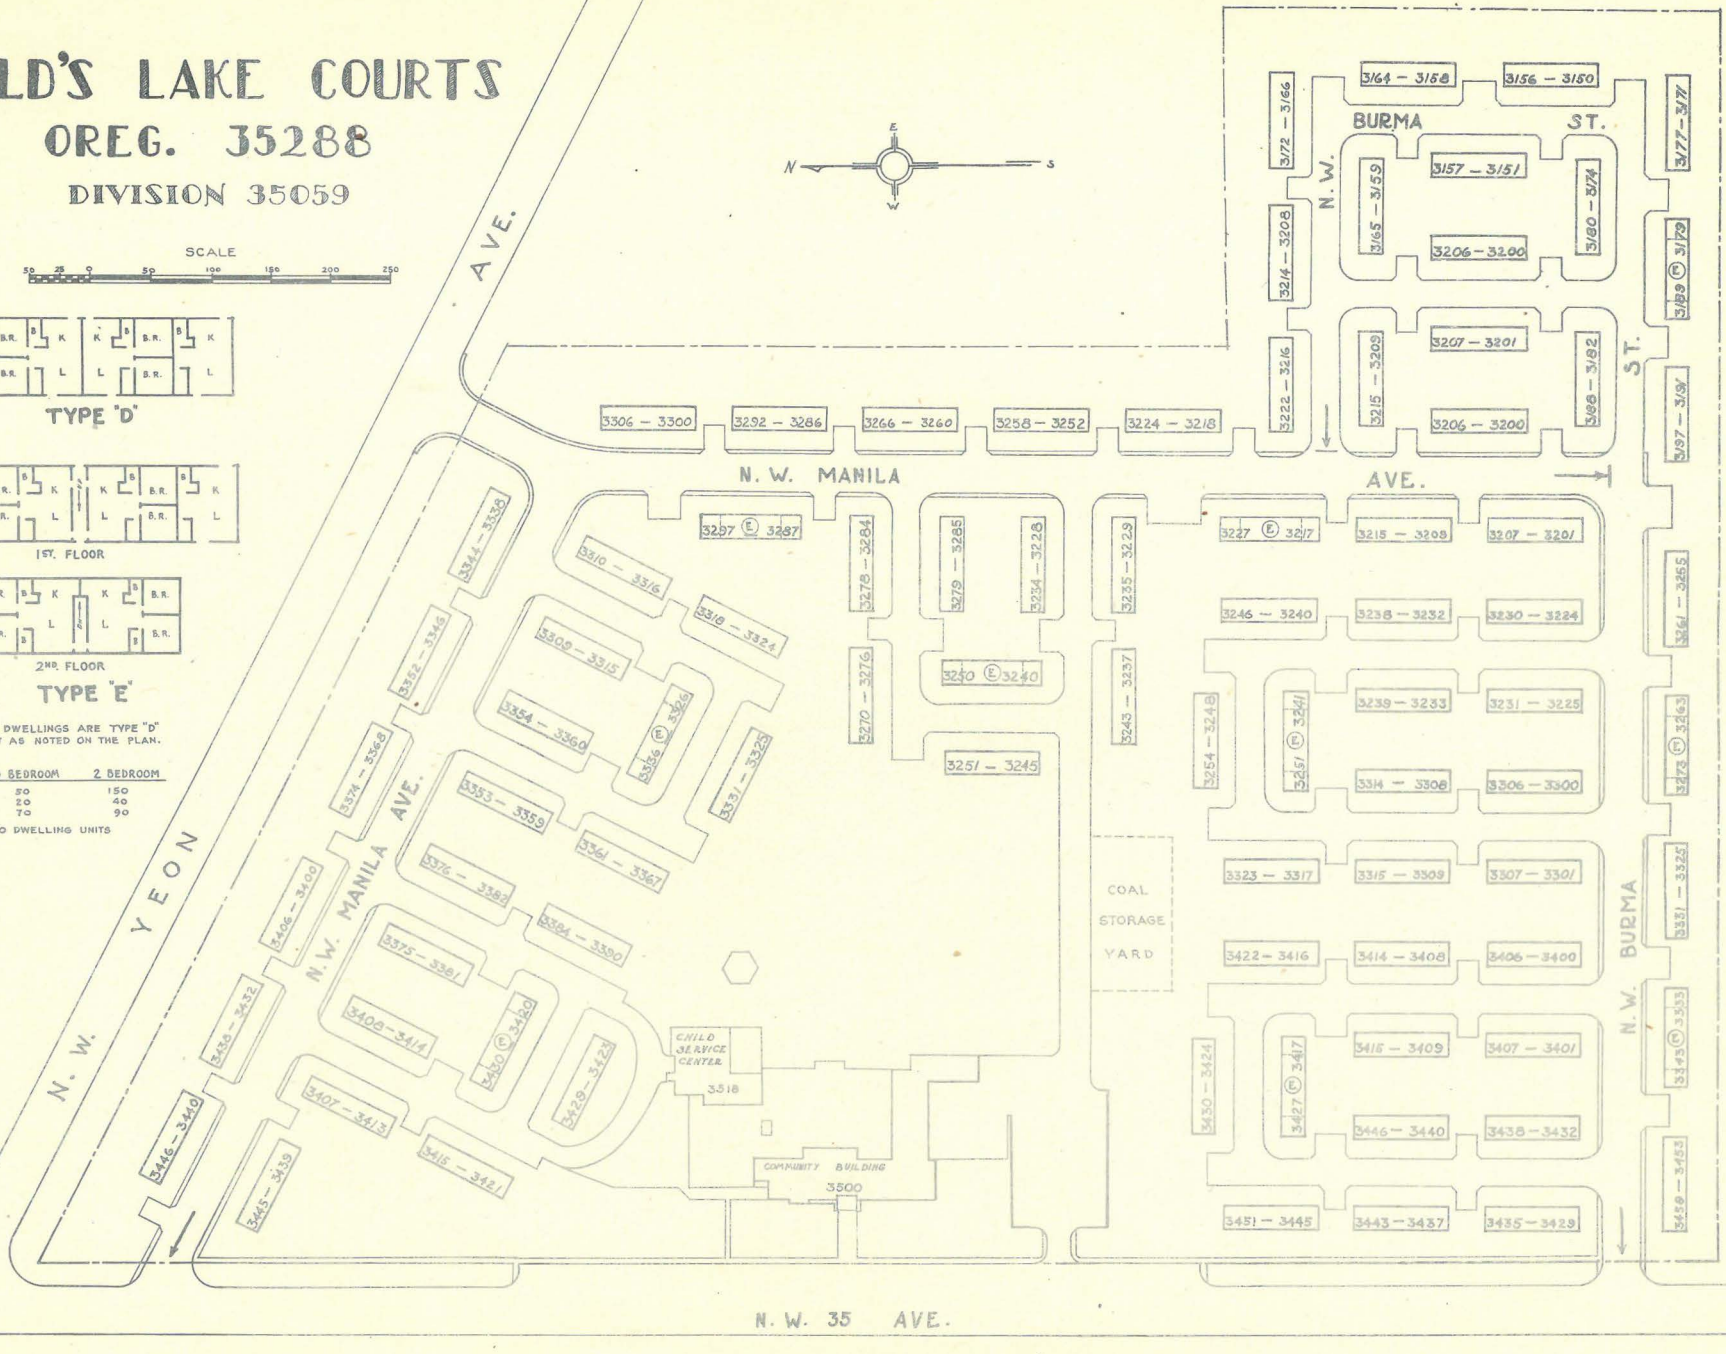 LD'S LAKE COURTS
OREG. 35288
DIVISION 35059
SCALE
50 25 0 50 100 150 200 250
B.R. B K K B B.R. B K
B.R. L L B.R. L
TYPE "D"
R. B K K B B.R. K
R. L L B.R. L
1ST. FLOOR
B K K B B.R.
L L B.R.
2ND. FLOOR
TYPE "E"
DWELLINGS ARE TYPE "D"
AS NOTED ON THE PLAN.
BEDROOM 2 BEDROOM
50 150
20 40
70 90
DWELLING UNITS
N E S W
N.W. YEON AVE.
N.W. MANILA AVE.
N.W. MANILA AVE.
BURMA ST.
N.W.
ST.
N.W. BURMA
3164 – 3158
3156 – 3150
3172 – 3166
3177 – 3171
3157 – 3151
3165 – 3159
3180 – 3174
3206 – 3200
3214 – 3208
3189 E 3179
3207 – 3201
3215 – 3209
3188 – 3182
3206 – 3200
3222 – 3216
3197 – 3191
3306 – 3300
3292 – 3286
3266 – 3260
3258 – 3252
3224 – 3218
3344 – 3338
3310 – 3316
3318 – 3324
3297 E 3287
3278 – 3284
3279 – 3285
3234 – 3228
3235 – 3229
3227 E 3217
3215 – 3208
3207 – 3201
3246 – 3240
3238 – 3232
3230 – 3224
3261 – 3255
3352 – 3346
3309 – 3315
3354 – 3360
3336 E 3326
3331 – 3325
3270 – 3276
3250 E 3240
3243 – 3237
3251 – 3245
3254 – 3248
3251 E 3241
3239 – 3233
3231 – 3225
3314 – 3308
3306 – 3300
3273 E 3263
3374 – 3368
3353 – 3359
3361 – 3367
3376 – 3382
3384 – 3390
3323 – 3317
3315 – 3309
3307 – 3301
3331 – 3325
3406 – 3400
3375 – 3381
3408 – 3414
3430 E 3420
3429 – 3423
COAL
STORAGE
YARD
3422 – 3416
3414 – 3408
3406 – 3400
3438 – 3432
CHILD
SERVICE
CENTER
3518
3430 – 3424
3427 E 3417
3415 – 3409
3407 – 3401
3446 – 3440
3438 – 3432
3343 E 3333
3446 – 3440
3407 – 3413
3415 – 3421
3445 – 3439
COMMUNITY BUILDING
3500
3451 – 3445
3443 – 3437
3435 – 3429
N.W. 35 AVE.